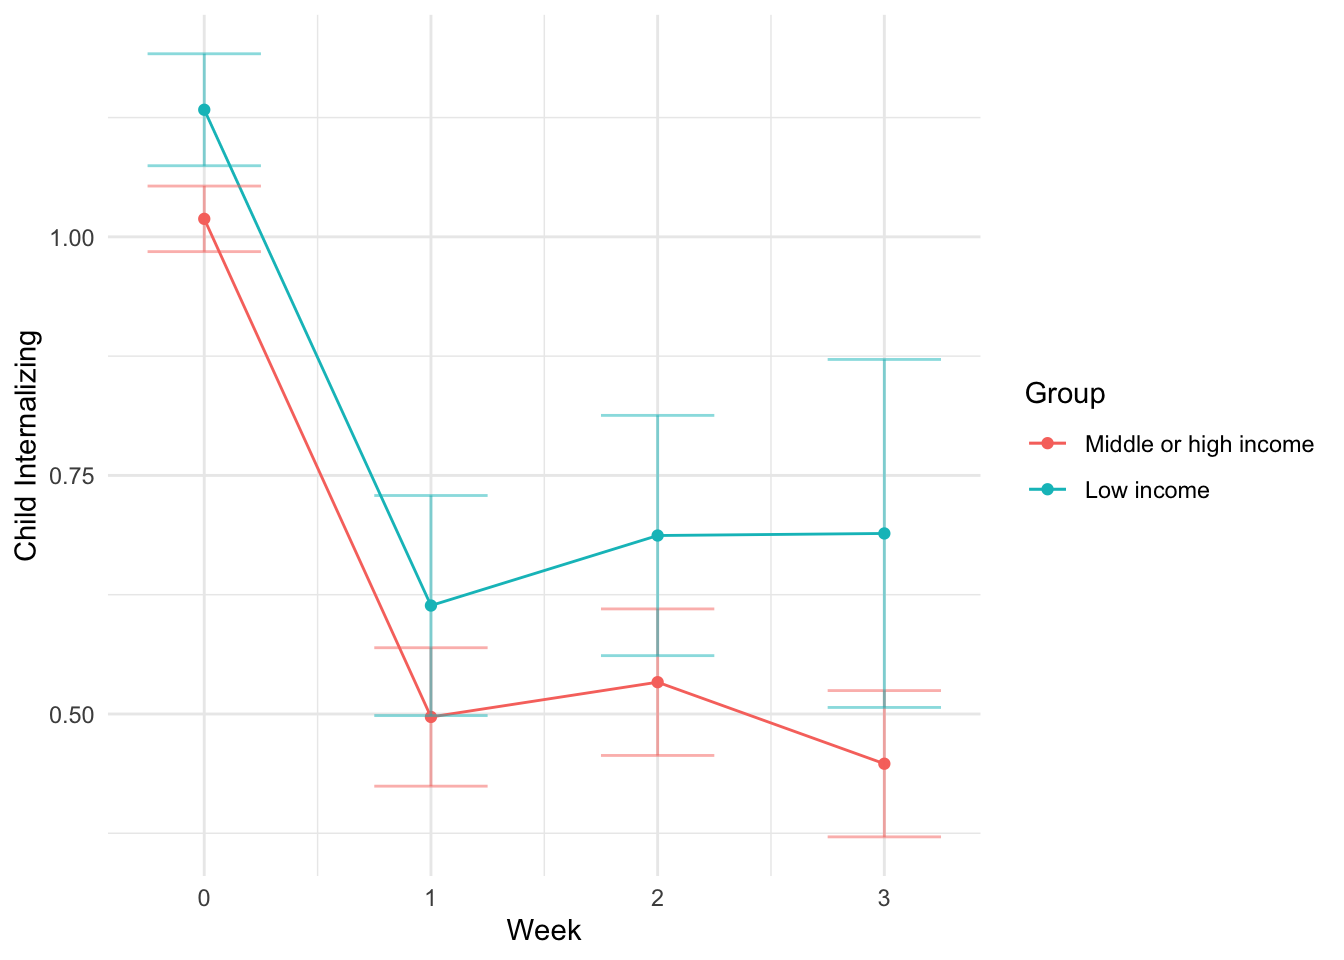 Child Internalizing
1.00
0.75
0.50
0 1 2 3
Week
Group
Middle or high income
Low income